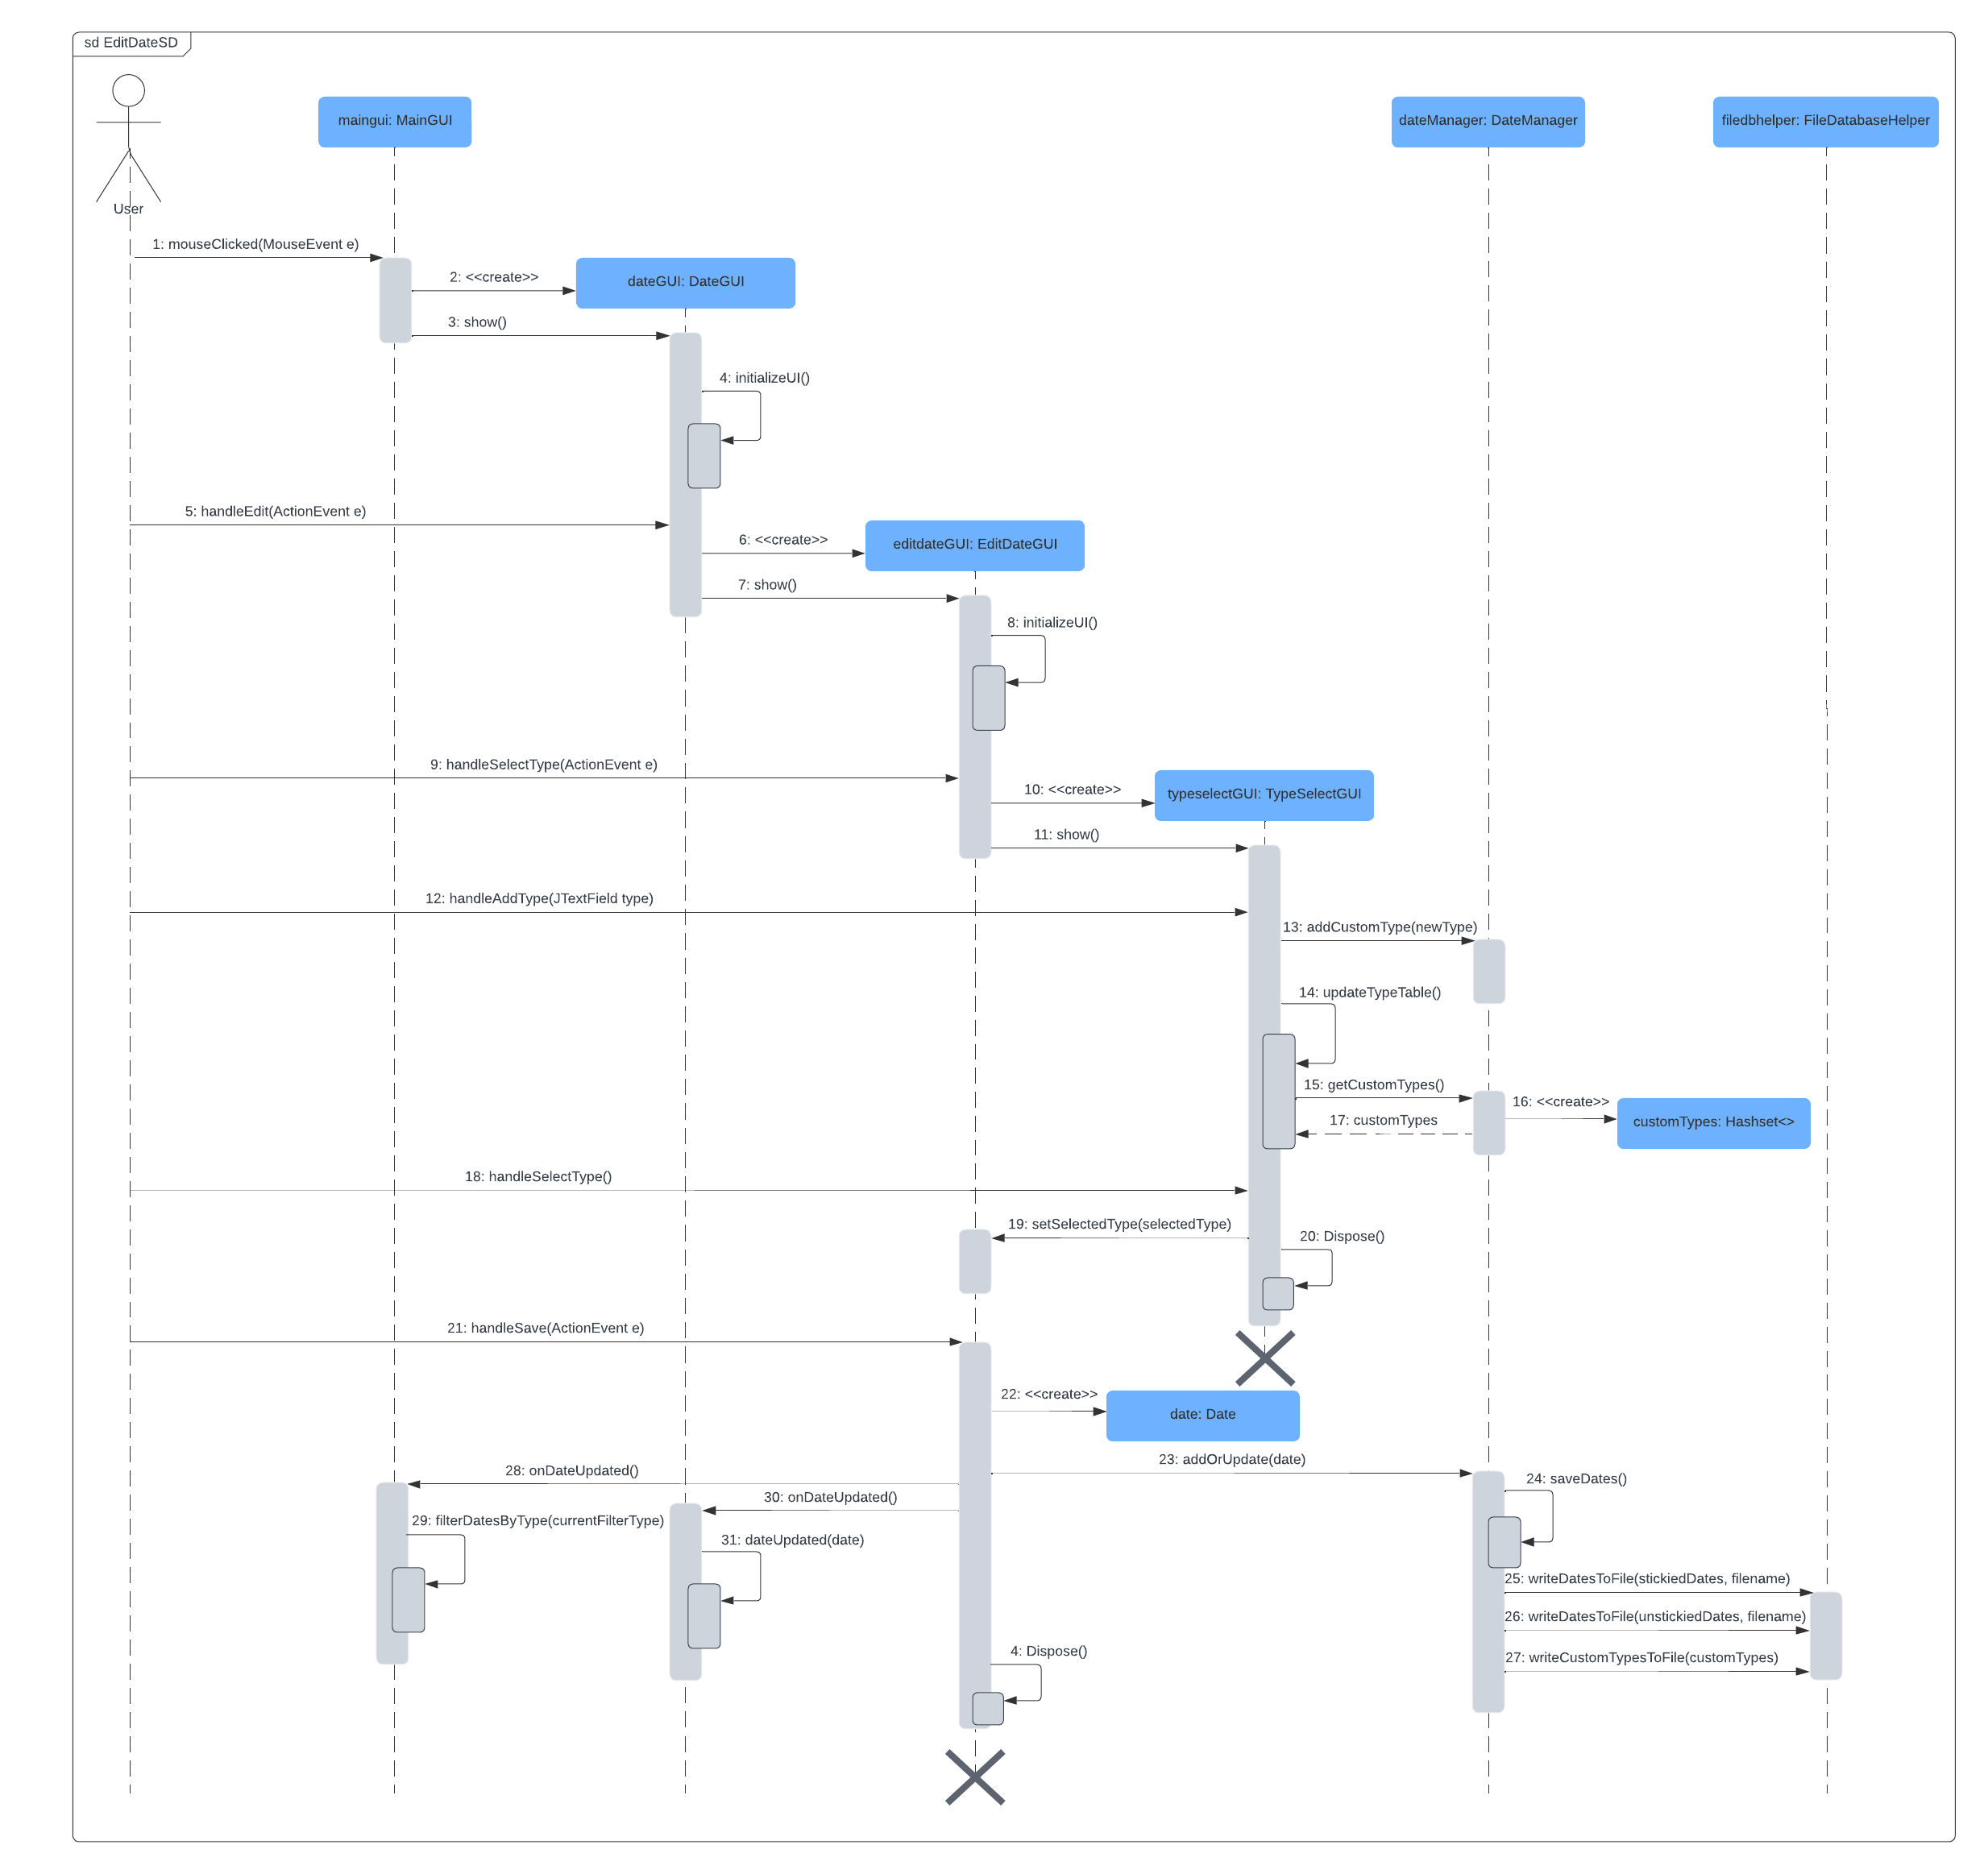 sd EditDateSD
User
maingui: MainGUI
dateManager: DateManager
filedbhelper: FileDatabaseHelper
1: mouseClicked(MouseEvent e)
2: <<create>>
dateGUI: DateGUI
3: show()
4: initializeUI()
5: handleEdit(ActionEvent e)
6: <<create>>
editdateGUI: EditDateGUI
7: show()
8: initializeUI()
9: handleSelectType(ActionEvent e)
10: <<create>>
typeselectGUI: TypeSelectGUI
11: show()
12: handleAddType(JTextField type)
13: addCustomType(newType)
14: updateTypeTable()
15: getCustomTypes()
16: <<create>>
customTypes: Hashset<>
17: customTypes
18: handleSelectType()
19: setSelectedType(selectedType)
20: Dispose()
21: handleSave(ActionEvent e)
22: <<create>>
date: Date
23: addOrUpdate(date)
24: saveDates()
28: onDateUpdated()
30: onDateUpdated()
29: filterDatesByType(currentFilterType)
31: dateUpdated(date)
25: writeDatesToFile(stickiedDates, filename)
26: writeDatesToFile(unstickiedDates, filename)
27: writeCustomTypesToFile(customTypes)
4: Dispose()